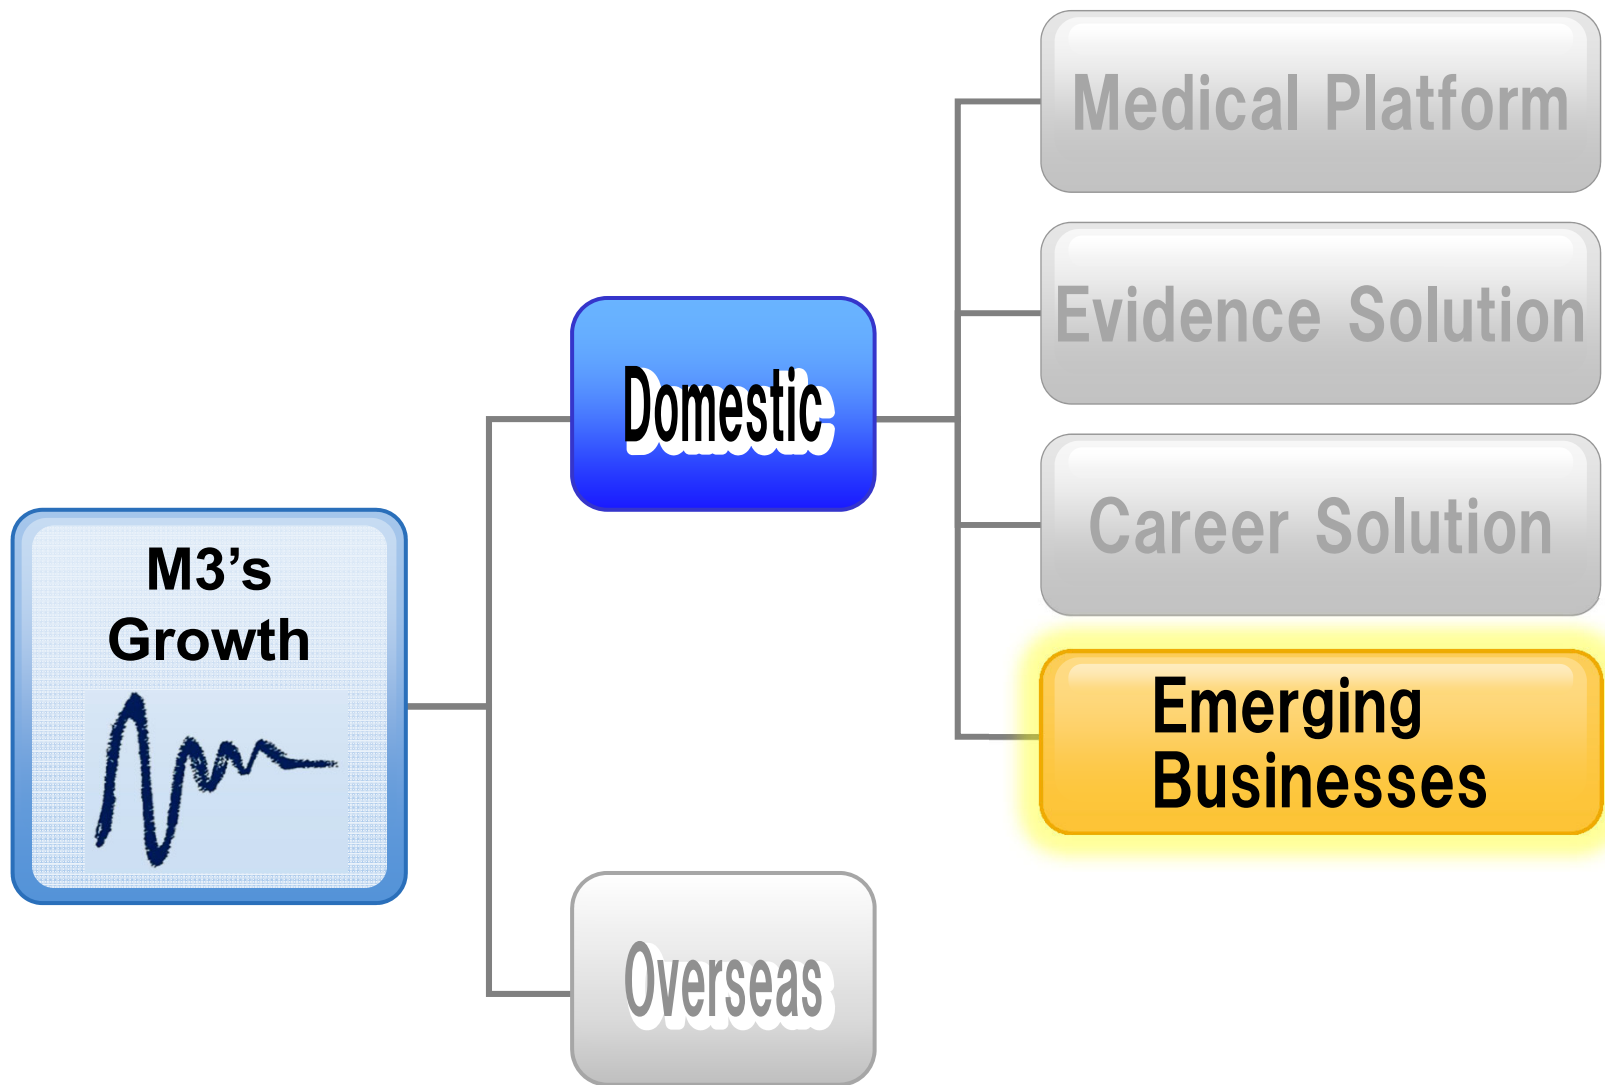 Medical Platform
Evidence Solution
Domestic
Career Solution
M3’s
Growth
Emerging
Businesses
Overseas